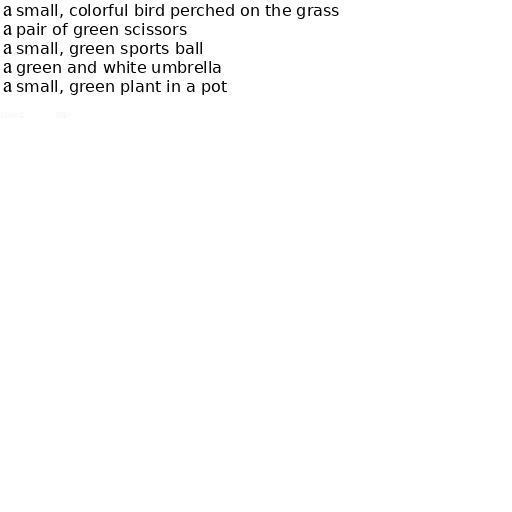 a small, colorful bird perched on the grass
a pair of green scissors
a small, green sports ball
a green and white umbrella
a small, green plant in a pot